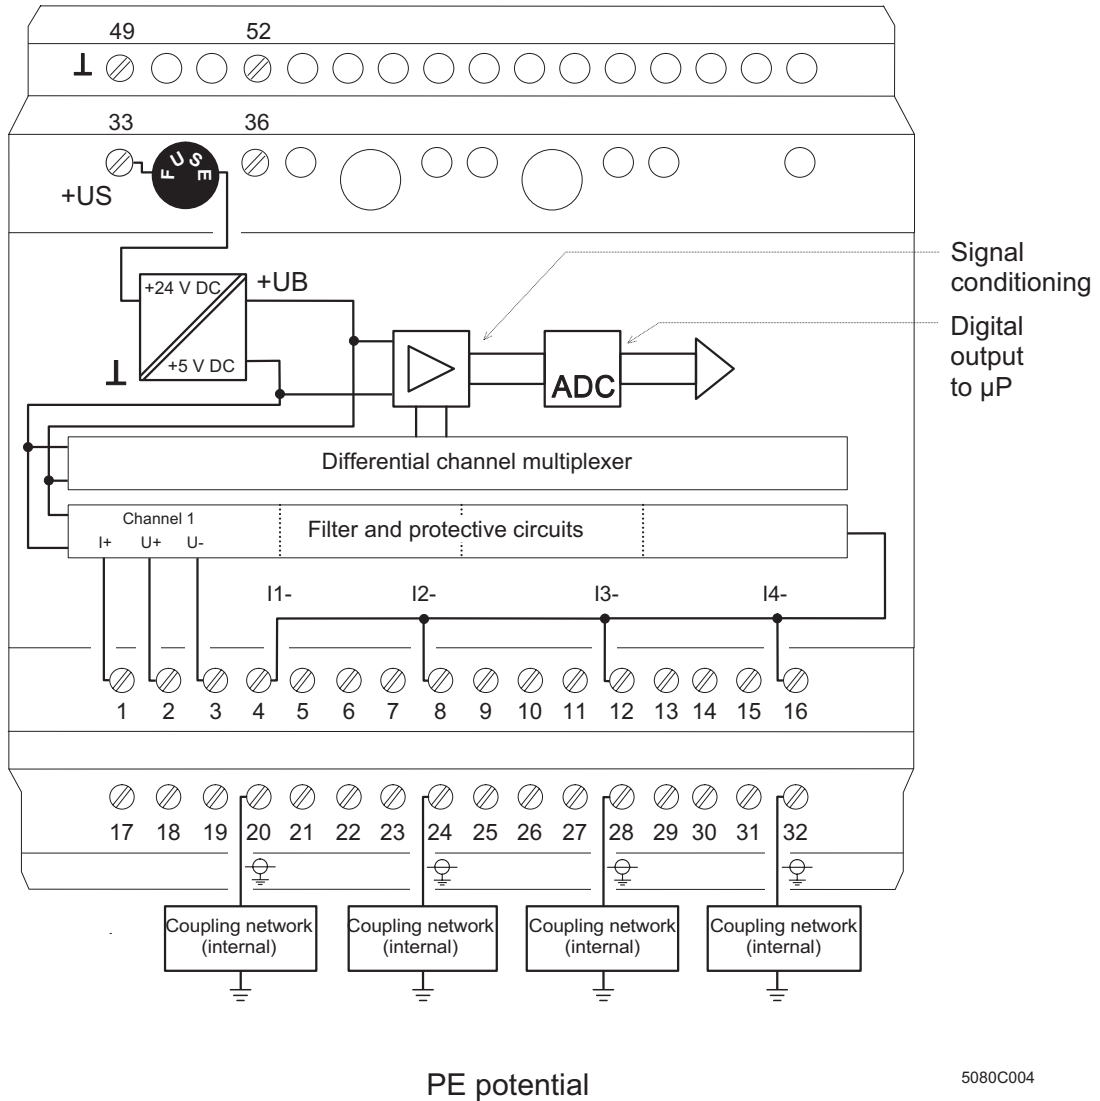 49 52
33 36
FUSE
+US
Signal
conditioning
+24 V DC
+UB
Digital
output
to µP
+5 V DC
ADC
Differential channel multiplexer
Channel 1
Filter and protective circuits
I+ U+ U-
I1- I2- I3- I4-
1 2 3 4 5 6 7 8 9 10 11 12 13 14 15 16
17 18 19 20 21 22 23 24 25 26 27 28 29 30 31 32
Coupling network
(internal)
Coupling network
(internal)
Coupling network
(internal)
Coupling network
(internal)
PE potential
5080C004